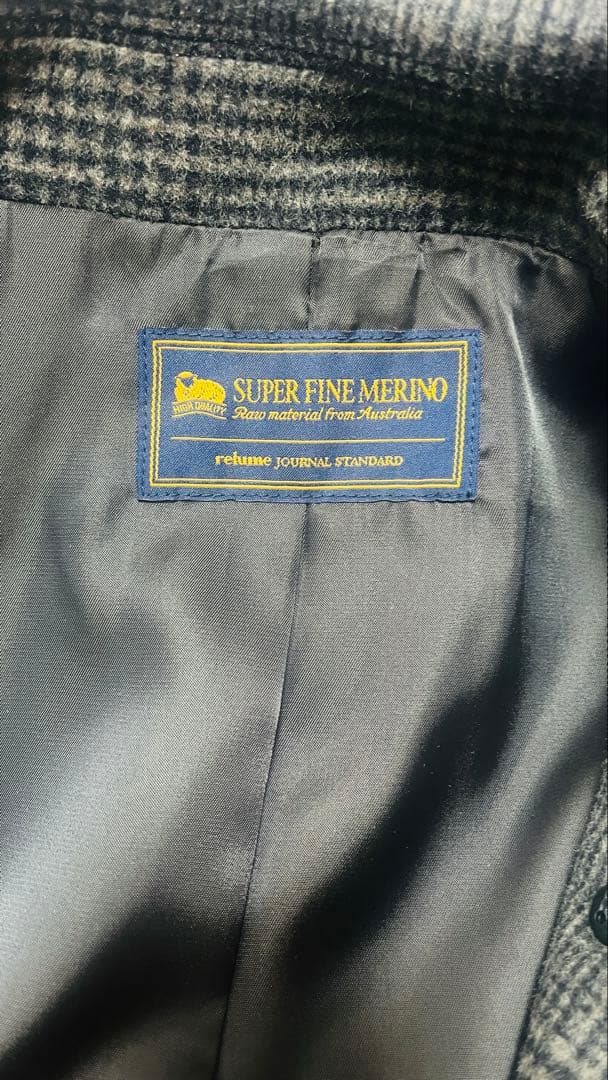 SUPER FINE MERINO
HIGH QUALITY
Raw material from Australia
relume JOURNAL STANDARD